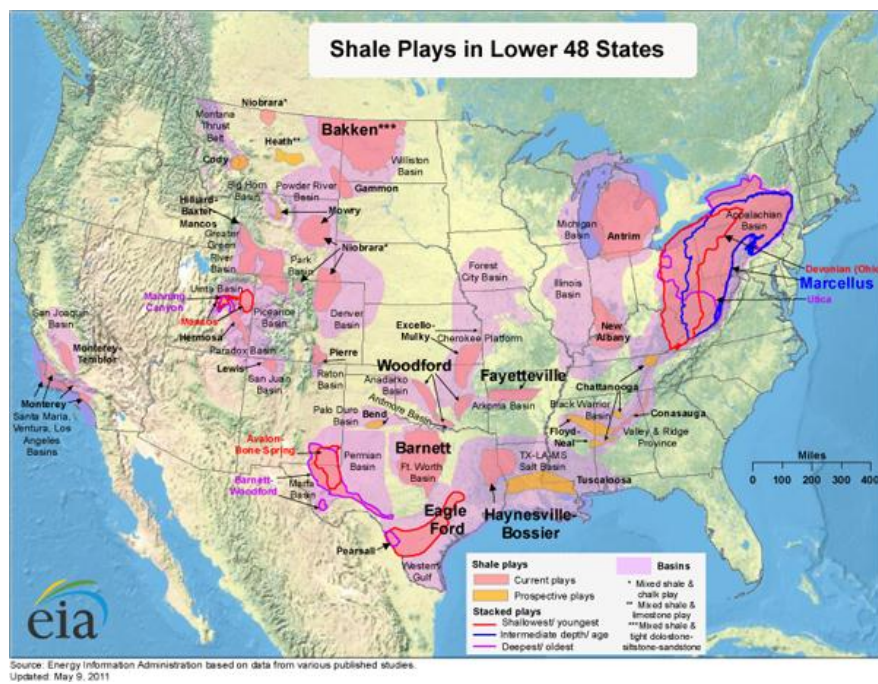 Shale Plays in Lower 48 States
Niobrara*
Montana
Thrust
Belt
Bakken***
Heath**
Cody
Williston
Basin
Big Horn
Basin
Powder River
Basin
Gammon
Hilliard-
Baxter
Mancos
Mowry
Greater
Green
River
Basin
Niobrara*
Park
Basin
Michigan
Basin
Antrim
Appalachian
Basin
Devonian (Ohio
Marcellus
Utica
Forest
City Basin
Illinois
Basin
Uinta Basin
Manning
Canyon
Mancos
Piceance
Basin
Denver
Basin
San Joaquin
Basin
Hermosa
Excello-
Mulky
Cherokee Platform
New
Albany
Monterey-
Temblor
Paradox Basin
Pierre
Lewis
San Juan
Basin
Raton
Basin
Woodford
Anadarko
Basin
Fayetteville
Chattanooga
Monterey
Santa Maria,
Ventura, Los
Angeles
Basins
Palo Duro
Basin
Bend
Ardmore Basin
Arkoma Basin
Black Warrior
Basin
Conasauga
Floyd-
Neal
Valley & Ridge
Province
Avalon-
Bone Spring
Permian
Basin
Barnett
Ft. Worth
Basin
TX-LA-MS
Salt Basin
Tuscaloosa
Barnett-
Woodford
Marfa
Basin
Eagle
Ford
Haynesville-
Bossier
Pearsall
Western
Gulf
Miles
0 100 200 300 400
Shale plays
Current plays
Prospective plays
Stacked plays
Shallowest/ youngest
Intermediate depth/ age
Deepest/ oldest
Basins
* Mixed shale &
chalk play
** Mixed shale &
limestone play
***Mixed shale &
tight dolostone-
siltstone-sandstone
eia
Source: Energy Information Administration based on data from various published studies.
Updated: May 9, 2011